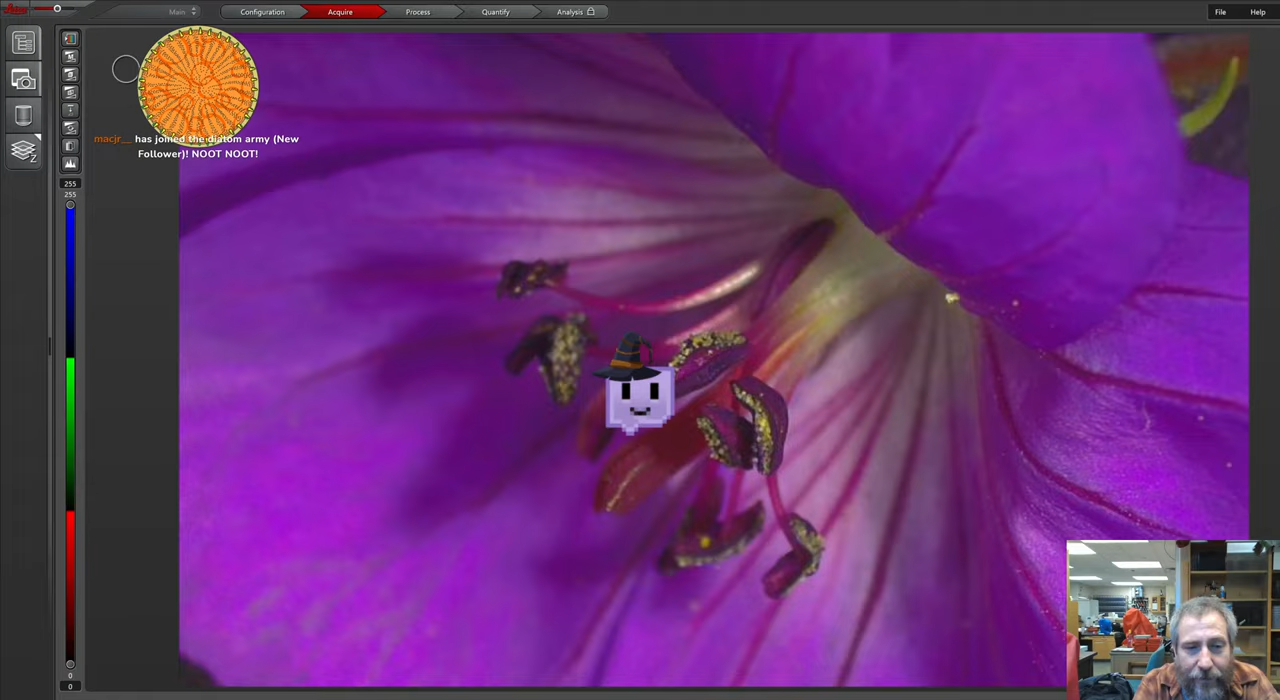 Leica
Main
Configuration
Acquire
Process
Quantify
Analysis
File
Help
macjr__ has joined the diatom army (New
Follower)! NOOT NOOT!
Z
255
255
0
0